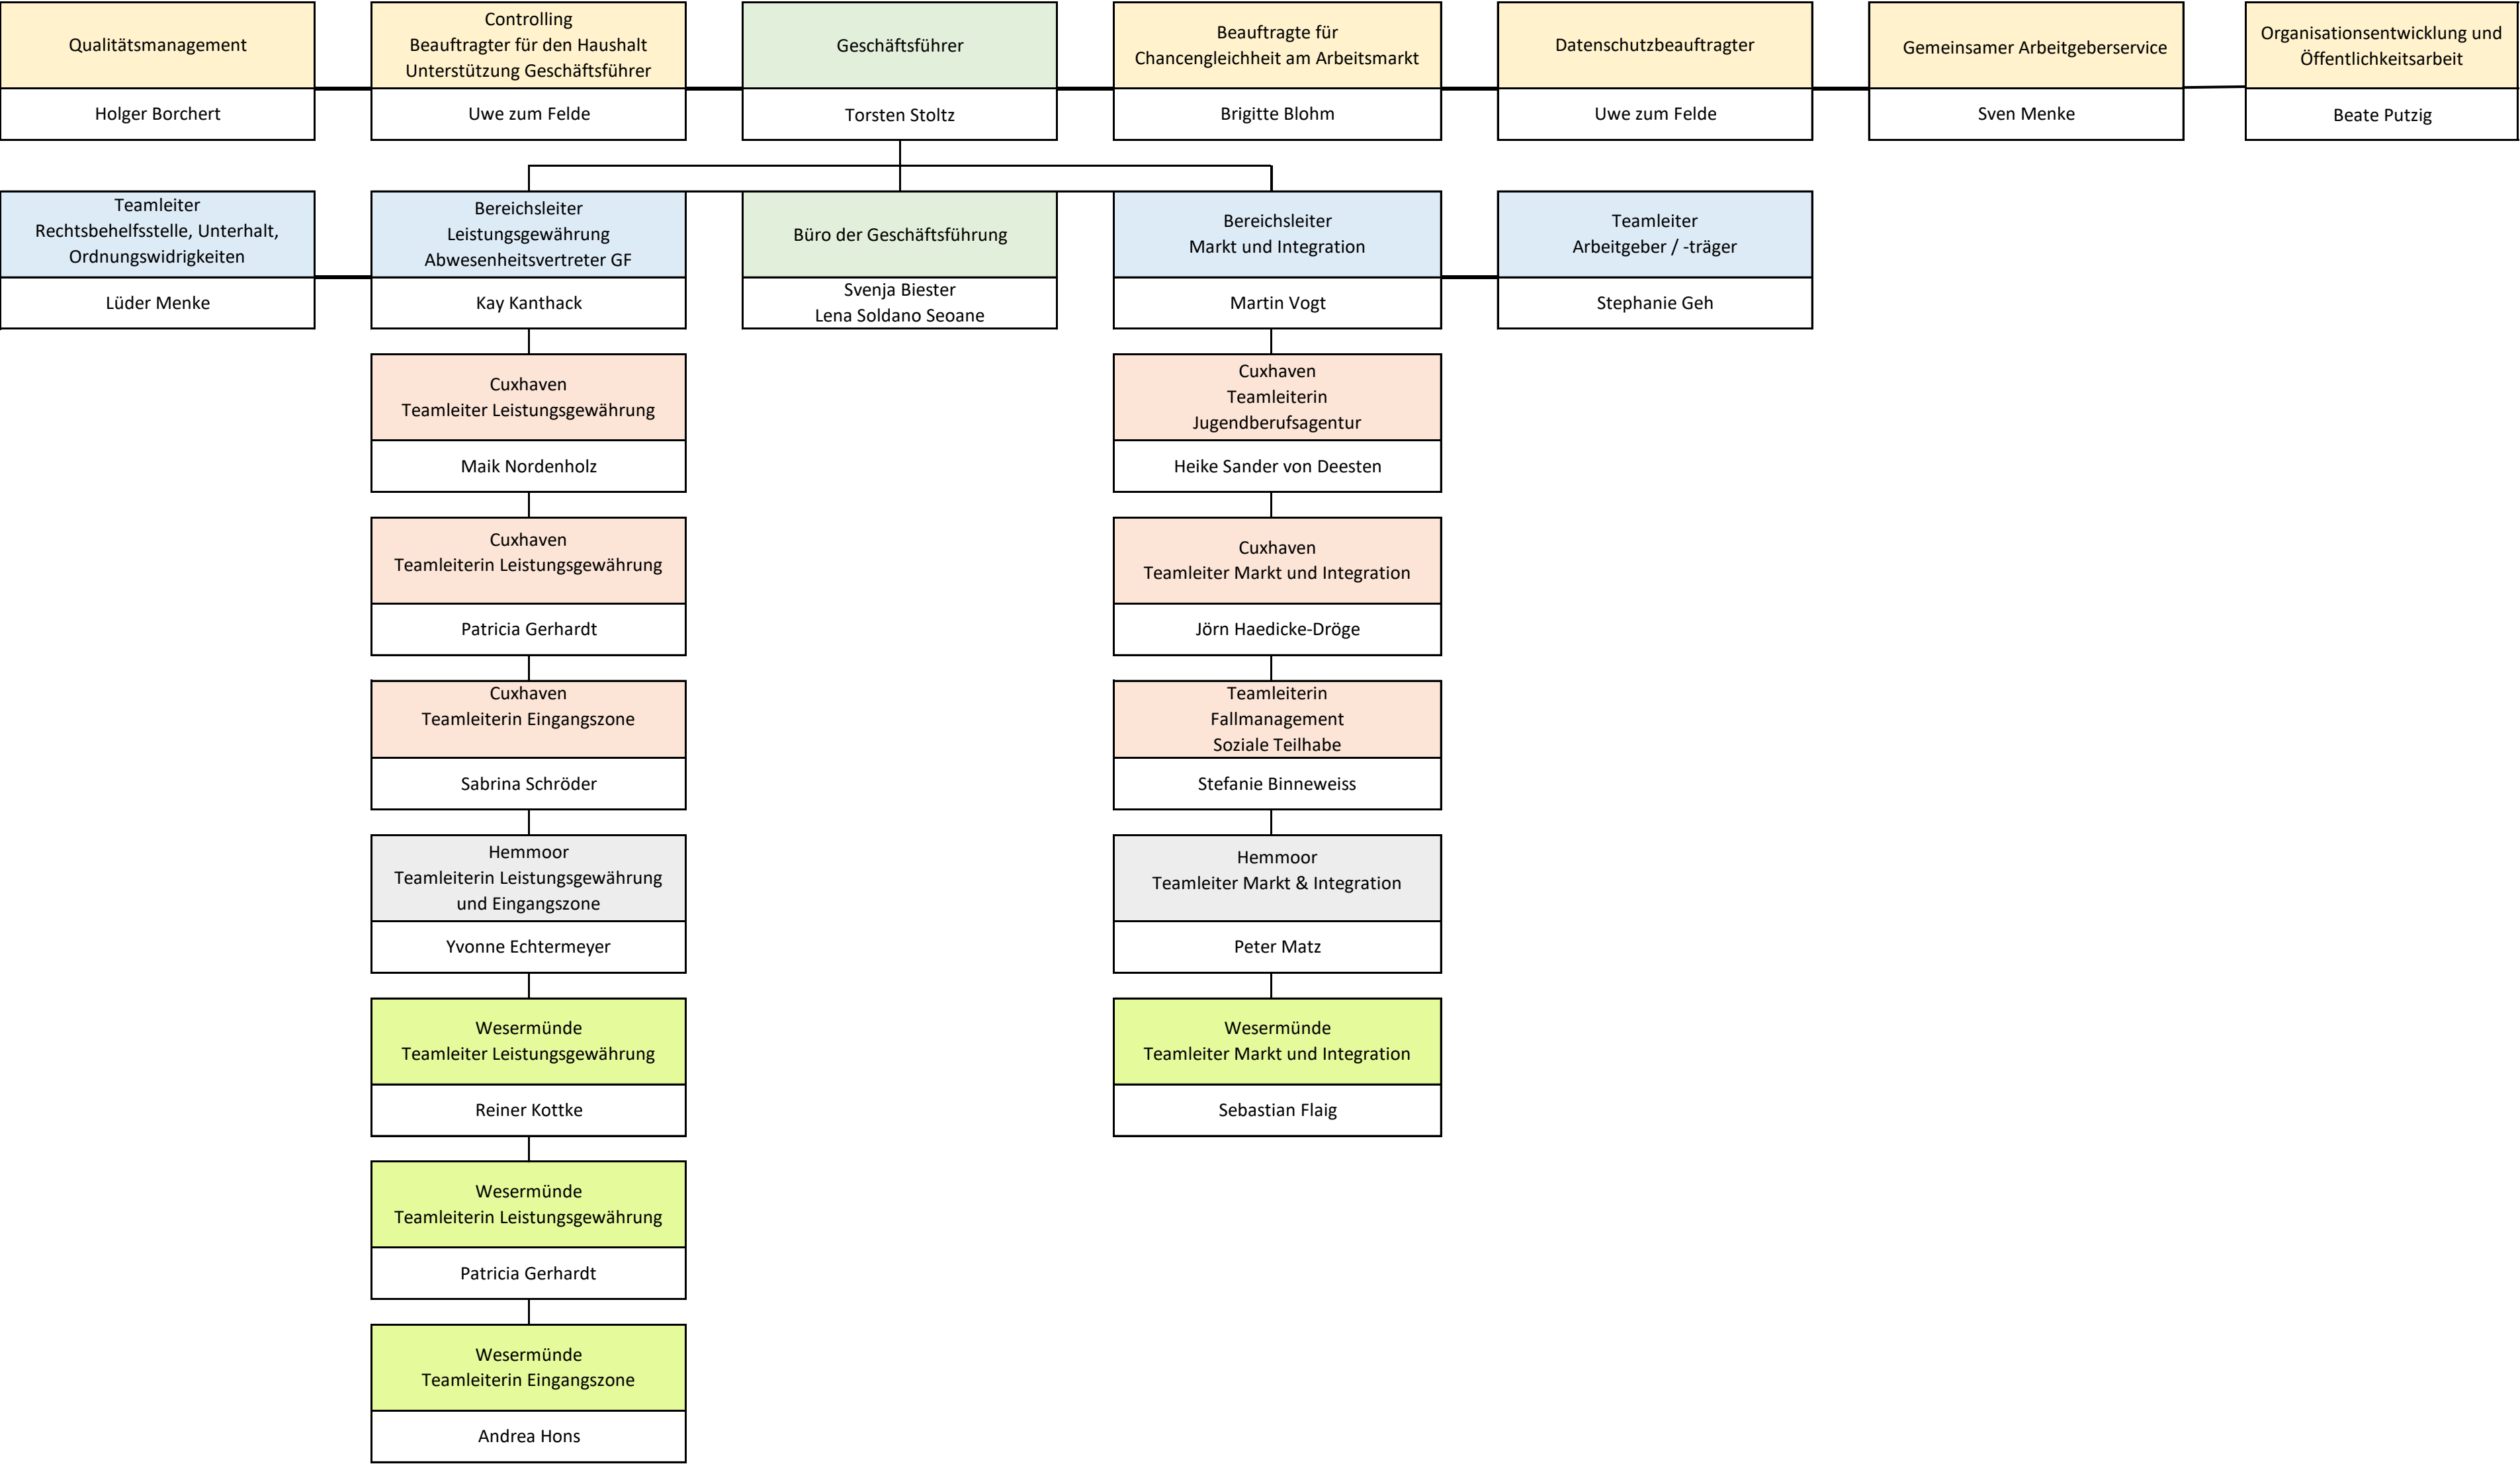 Qualitätsmanagement
Holger Borchert
Controlling
Beauftragter für den Haushalt
Unterstützung Geschäftsführer
Uwe zum Felde
Geschäftsführer
Torsten Stoltz
Beauftragte für
Chancengleichheit am Arbeitsmarkt
Brigitte Blohm
Datenschutzbeauftragter
Uwe zum Felde
Gemeinsamer Arbeitgeberservice
Sven Menke
Organisationsentwicklung und
Öffentlichkeitsarbeit
Beate Putzig
Teamleiter
Rechtsbehelfsstelle, Unterhalt,
Ordnungswidrigkeiten
Lüder Menke
Bereichsleiter
Leistungsgewährung
Abwesenheitsvertreter GF
Kay Kanthack
Büro der Geschäftsführung
Svenja Biester
Lena Soldano Seoane
Bereichsleiter
Markt und Integration
Martin Vogt
Teamleiter
Arbeitgeber / -träger
Stephanie Geh
Cuxhaven
Teamleiter Leistungsgewährung
Maik Nordenholz
Cuxhaven
Teamleiterin
Jugendberufsagentur
Heike Sander von Deesten
Cuxhaven
Teamleiterin Leistungsgewährung
Patricia Gerhardt
Cuxhaven
Teamleiter Markt und Integration
Jörn Haedicke-Dröge
Cuxhaven
Teamleiterin Eingangszone
Sabrina Schröder
Teamleiterin
Fallmanagement
Soziale Teilhabe
Stefanie Binneweiss
Hemmoor
Teamleiterin Leistungsgewährung
und Eingangszone
Yvonne Echtermeyer
Hemmoor
Teamleiter Markt & Integration
Peter Matz
Wesermünde
Teamleiter Leistungsgewährung
Reiner Kottke
Wesermünde
Teamleiter Markt und Integration
Sebastian Flaig
Wesermünde
Teamleiterin Leistungsgewährung
Patricia Gerhardt
Wesermünde
Teamleiterin Eingangszone
Andrea Hons